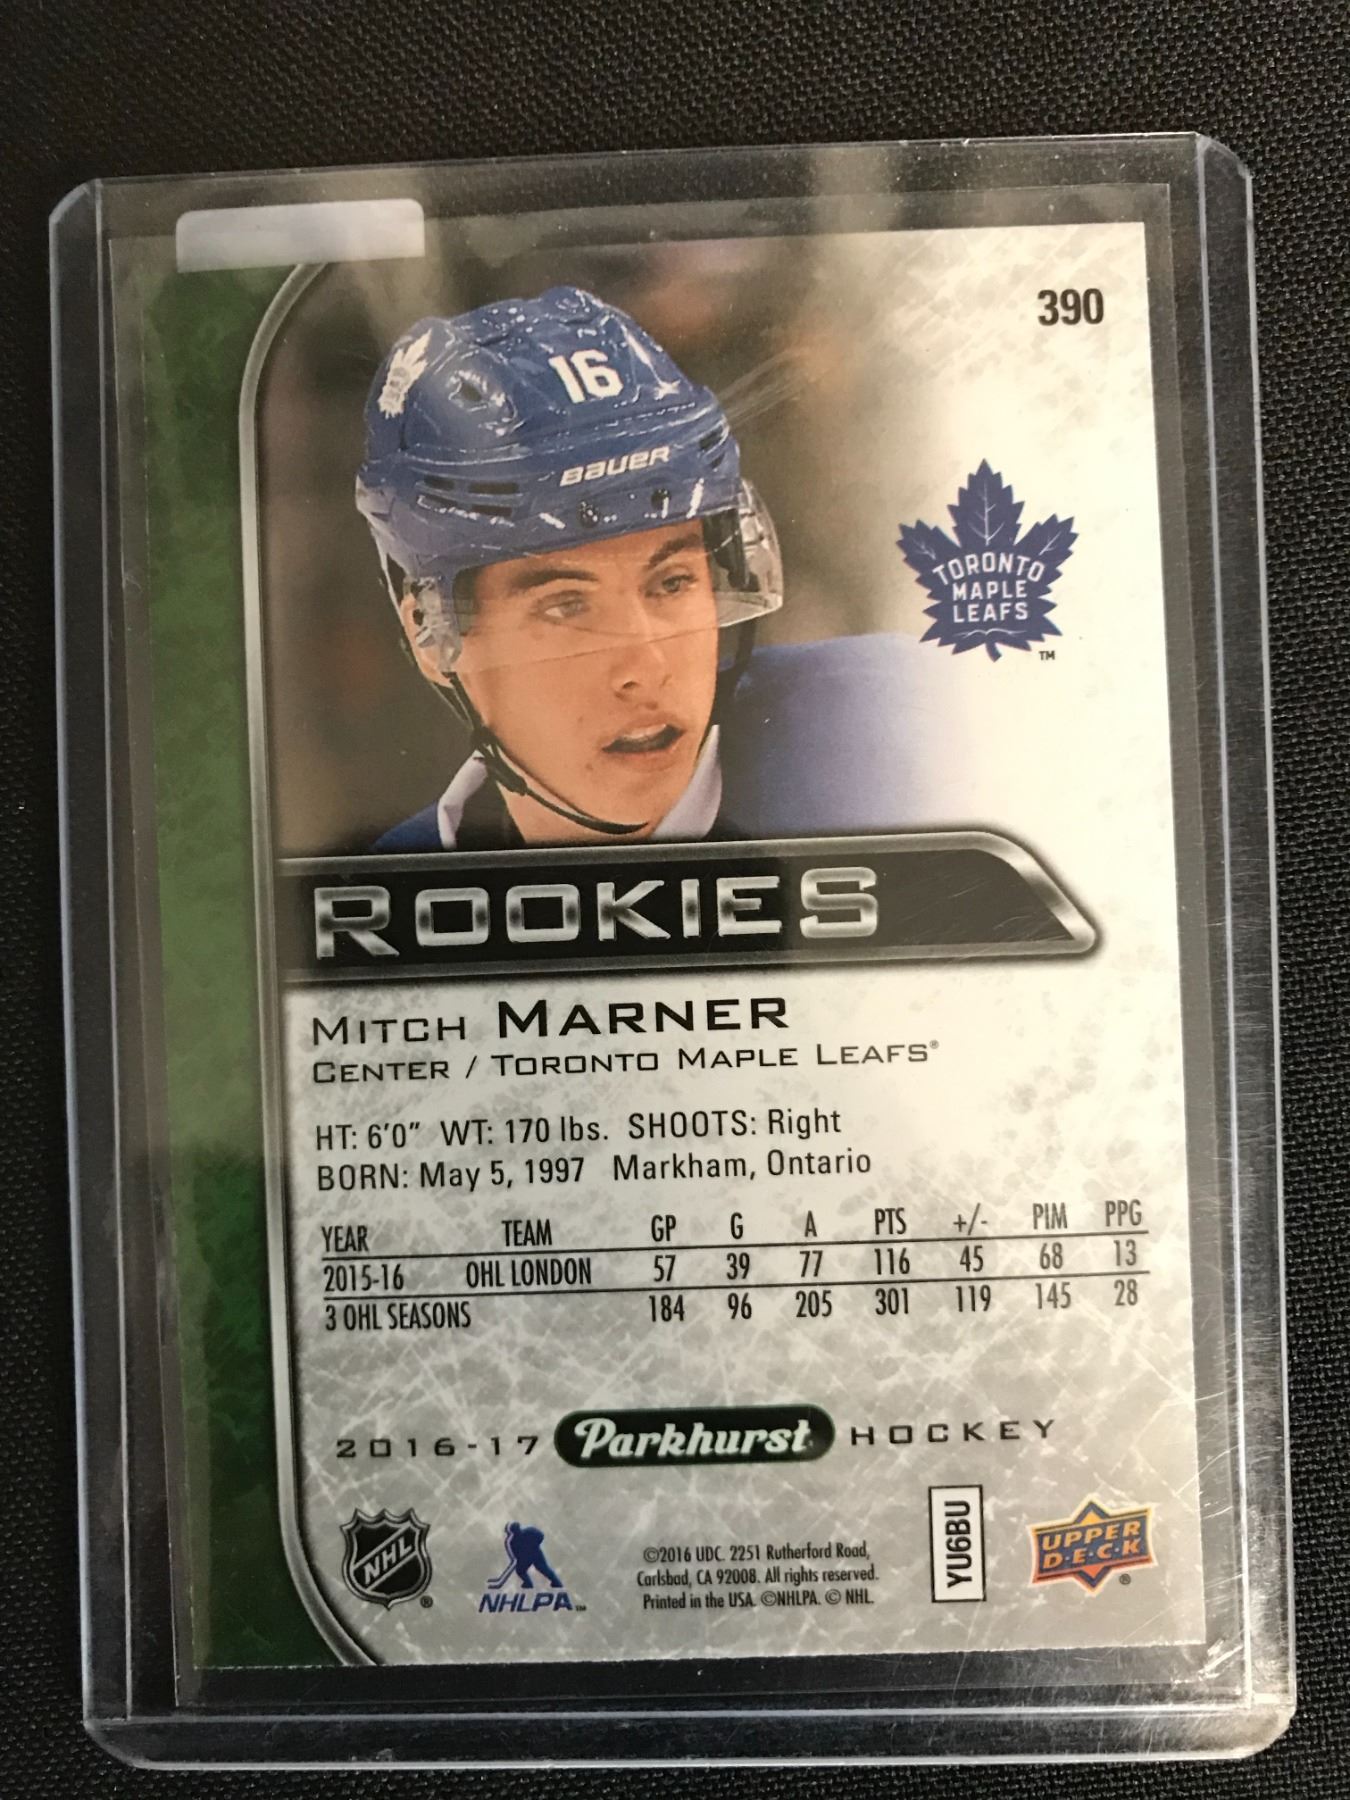 390
16
BAUER
TORONTO
MAPLE
LEAFS
TM
ROOKIES
MITCH MARNER
CENTER / TORONTO MAPLE LEAFS®
HT: 6'0" WT: 170 lbs. SHOOTS: Right
BORN: May 5, 1997 Markham, Ontario
YEAR TEAM GP G A PTS +/- PIM PPG
2015-16 OHL LONDON 57 39 77 116 45 68 13
3 OHL SEASONS 184 96 205 301 119 145 28
2016-17 Parkhurst HOCKEY
NHL ®
NHLPA TM
©2016 UDC. 2251 Rutherford Road,
Carlsbad, CA 92008. All rights reserved.
Printed in the USA. ©NHLPA. © NHL.
YU6BU
UPPER
D·E·C·K ®